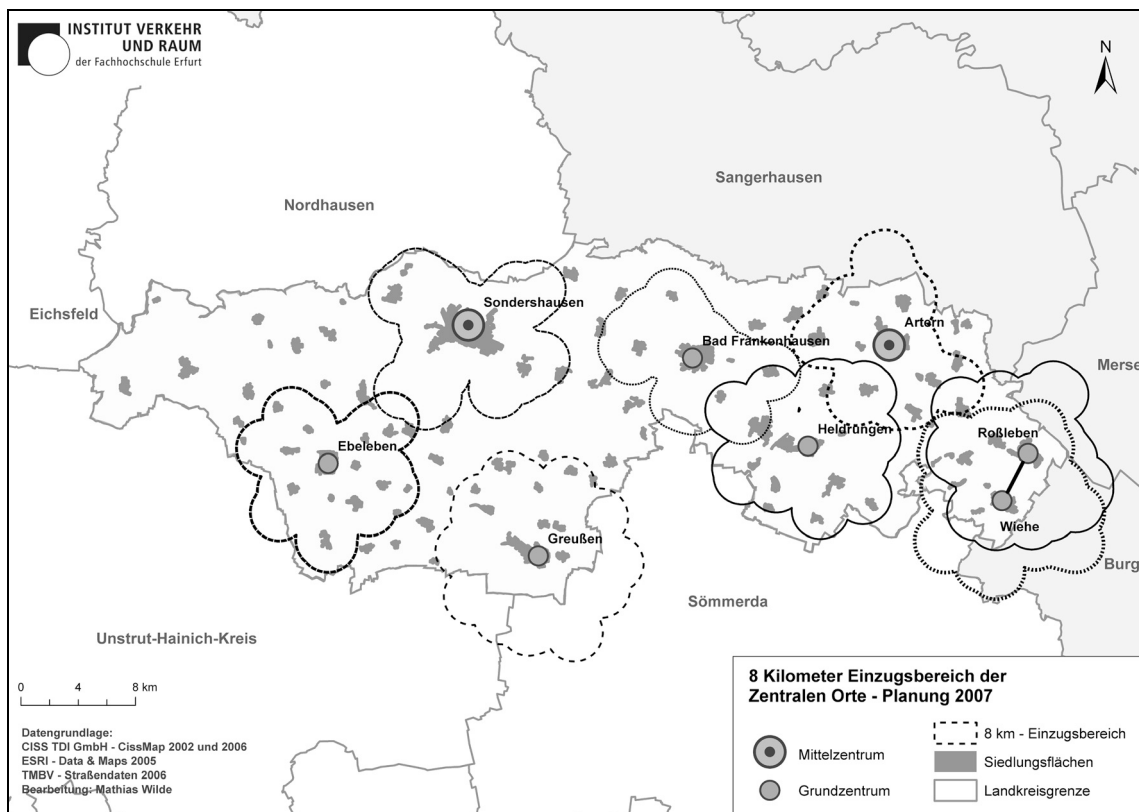 INSTITUT VERKEHR
UND RAUM
der Fachhochschule Erfurt
N
Sangerhausen
Nordhausen
Eichsfeld
Sondershausen
Artern
Bad Frankenhausen
Merse
Ebeleben
Heldrungen
Roßleben
Wiehe
Greußen
Burg
Sömmerda
Unstrut-Hainich-Kreis
0 4 8 km
Datengrundlage:
CISS TDI GmbH - CissMap 2002 und 2006
ESRI - Data & Maps 2005
TMBV - Straßendaten 2006
Bearbeitung: Mathias Wilde
8 Kilometer Einzugsbereich der
Zentralen Orte - Planung 2007
Mittelzentrum
Grundzentrum
8 km - Einzugsbereich
Siedlungsflächen
Landkreisgrenze